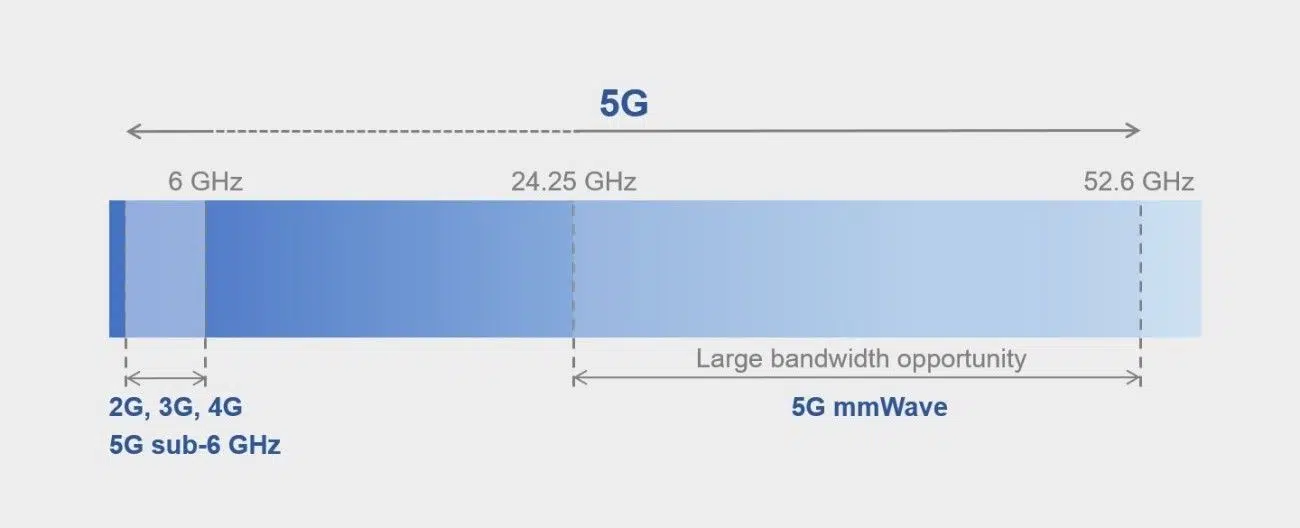 5G
6 GHz
24.25 GHz
52.6 GHz
Large bandwidth opportunity
2G, 3G, 4G
5G mmWave
5G sub-6 GHz